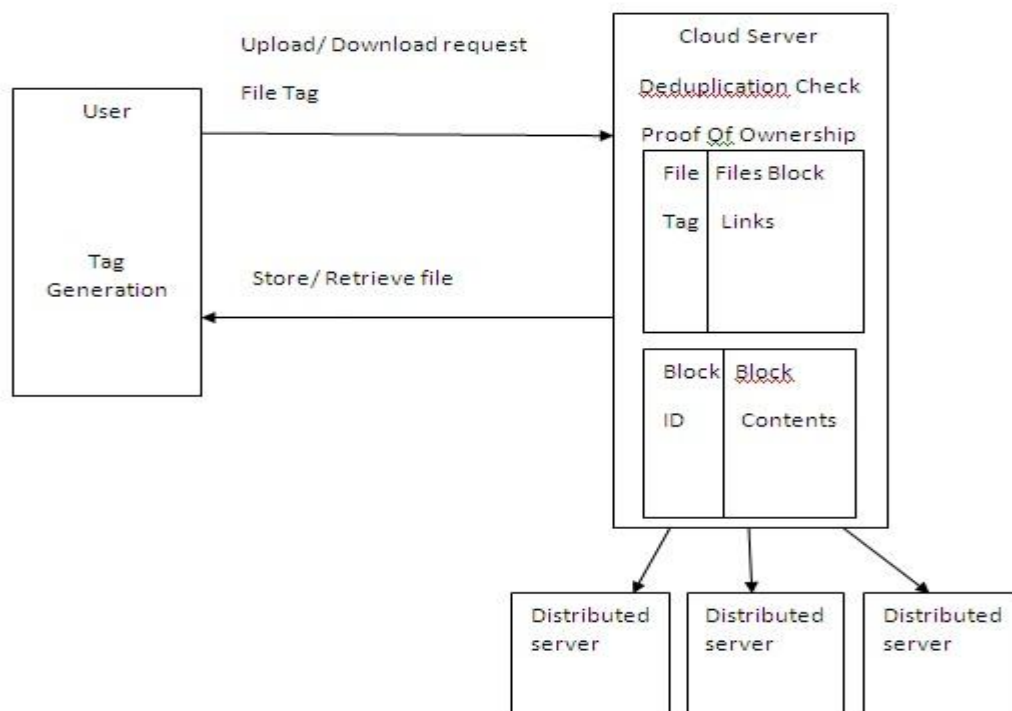 Upload/ Download request
File Tag
User
Tag
Generation
Store/ Retrieve file
Cloud Server
Deduplication Check
Proof Of Ownership
File
Tag
Files Block
Links
Block
ID
Block
Contents
Distributed
server
Distributed
server
Distributed
server